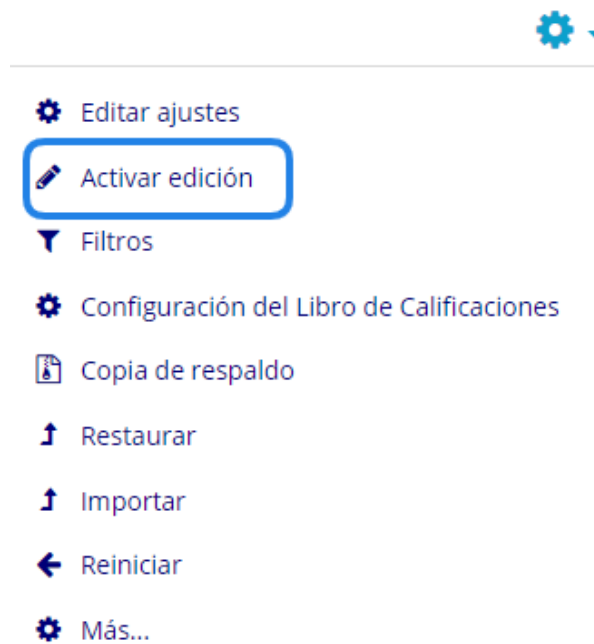 Editar ajustes
Activar edición
Filtros
Configuración del Libro de Calificaciones
Copia de respaldo
Restaurar
Importar
Reiniciar
Más...